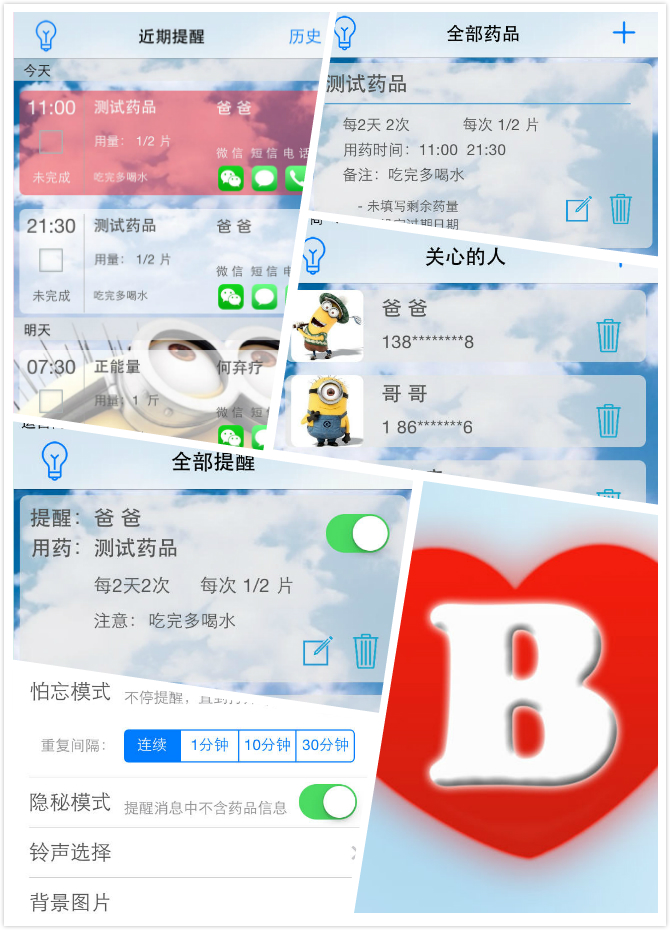 近期提醒
历史
今天
11:00
测试药品
爸 爸
用量： 1/2 片
微 信 短 信 电 话
未完成
吃完多喝水
21:30
测试药品
爸 爸
用量： 1/2 片
微 信 短 信
未完成
吃完多喝水
明天
07:30
正能量
何弃疗
用量： 1 斤
微 信
全部药品
测试药品
每2天 2次
每次 1/2 片
用药时间： 11:00 21:30
备注： 吃完多喝水
- 未填写剩余药量
过期日期
关心的人
爸 爸
138********8
哥 哥
1 86*******6
全部提醒
提醒： 爸 爸
用药： 测试药品
每2天2次
每次 1/2 片
注意： 吃完多喝水
怕忘模式
不停提醒，直到
重复间隔：
连续
1分钟
10分钟
30分钟
隐秘模式
提醒消息中不含药品信息
铃声选择
背景图片
B